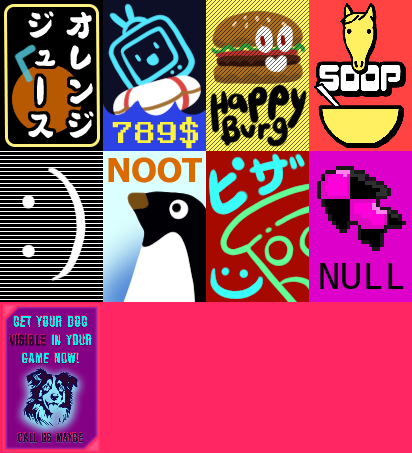 オレンジ
ジュース
789$
HAPPY
Burg
SOOP
:)
NOOT
ピザ
NULL
GET YOUR DOG
VISIBLE IN YOUR
GAME NOW!
CALL US MAYBE